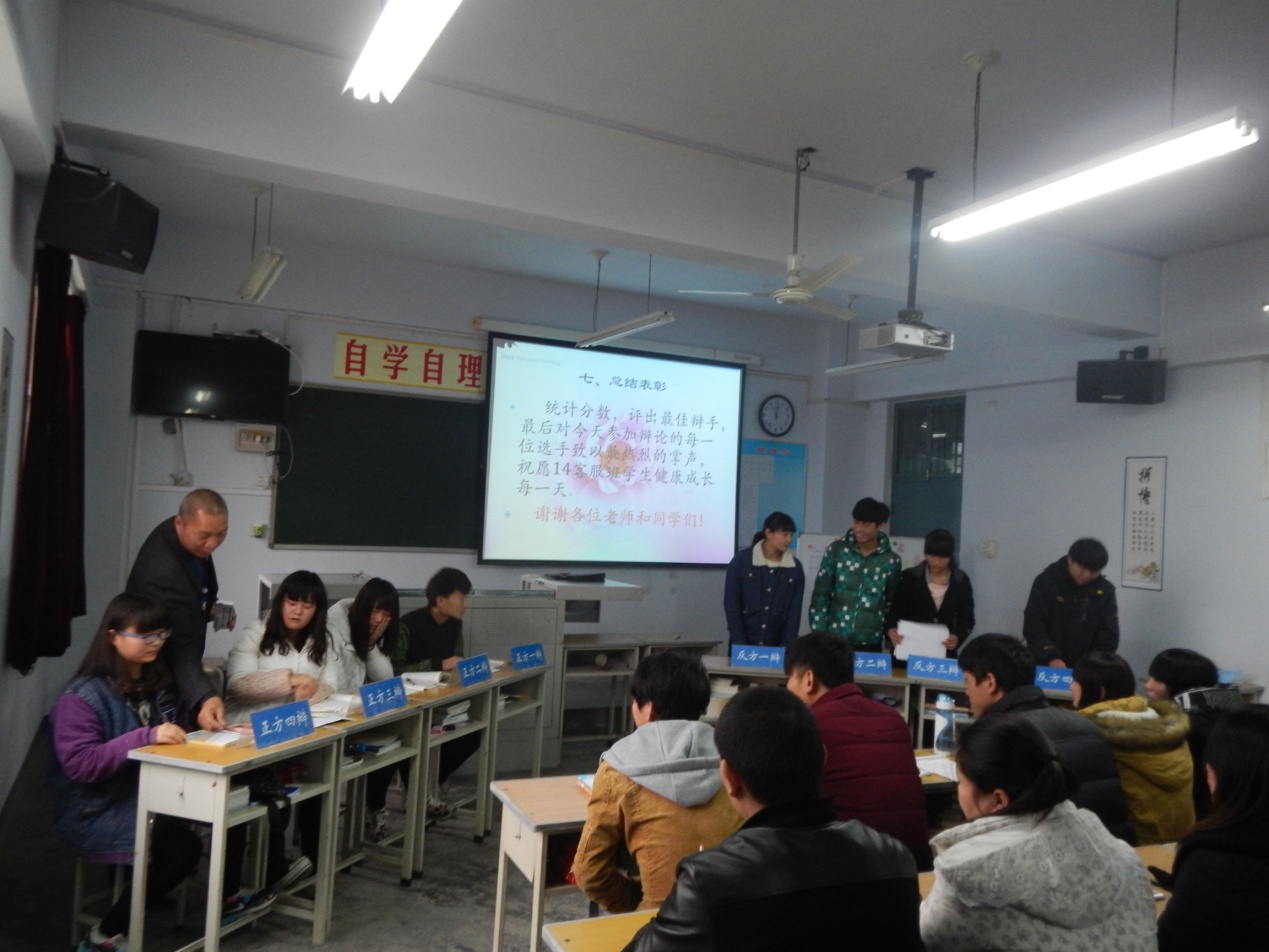 自学自理
七、总结表彰
统计分数，评出最佳辩手，
最后对今天参加辩论的每一
位选手致以最热烈的掌声，
祝愿14客服班学生健康成长
每一天。
谢谢各位老师和同学们！
拼搏
正方四辩
正方三辩
正方二辩
正方一辩
反方一辩
方二辩
反方三辩
反方四